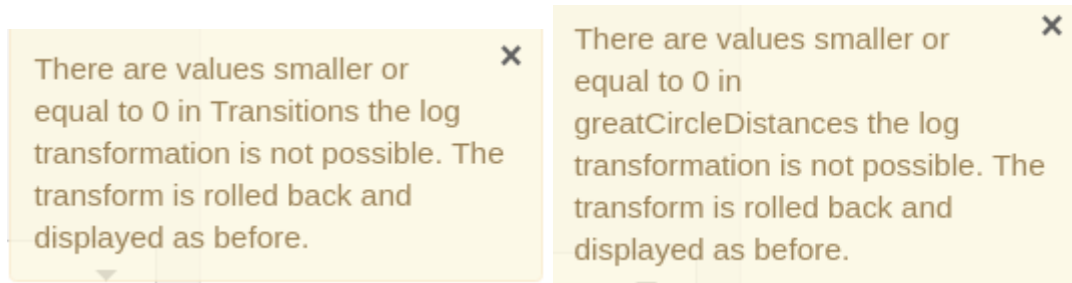 There are values smaller or
equal to 0 in Transitions the log
transformation is not possible. The
transform is rolled back and
displayed as before.
There are values smaller or
equal to 0 in
greatCircleDistances the log
transformation is not possible. The
transform is rolled back and
displayed as before.